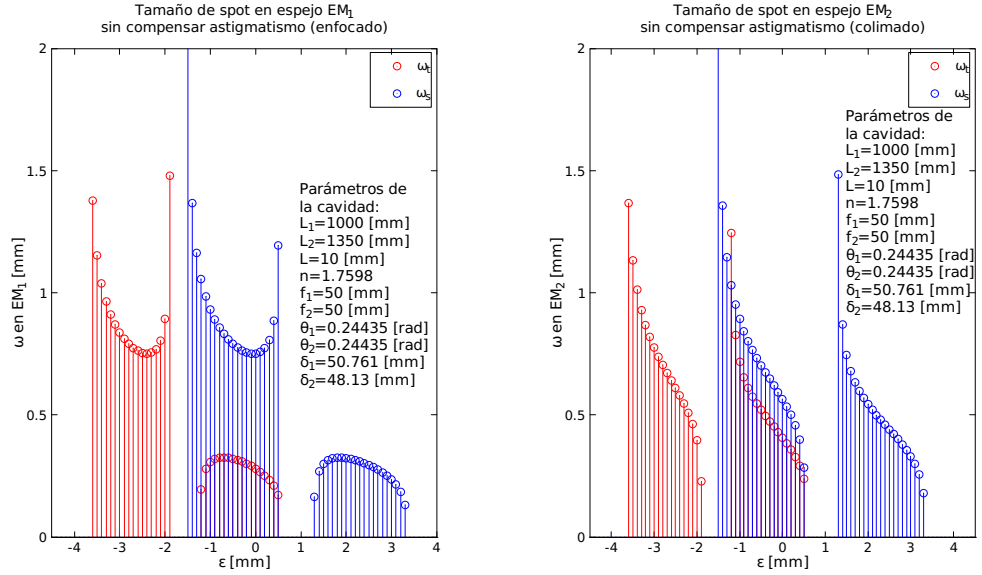 Tamaño de spot en espejo EM₁
sin compensar astigmatismo (enfocado)
2
1.5
1
0.5
0
ω en EM₁ [mm]
-4
-3
-2
-1
0
1
2
3
4
ε [mm]
ωₜ
ωₛ
Parámetros de
la cavidad:
L₁=1000 [mm]
L₂=1350 [mm]
L=10 [mm]
n=1.7598
f₁=50 [mm]
f₂=50 [mm]
θ₁=0.24435 [rad]
θ₂=0.24435 [rad]
δ₁=50.761 [mm]
δ₂=48.13 [mm]
Tamaño de spot en espejo EM₂
sin compensar astigmatismo (colimado)
2
1.5
1
0.5
0
ω en EM₂ [mm]
-4
-3
-2
-1
0
1
2
3
4
ε [mm]
ωₜ
ωₛ
Parámetros de
la cavidad:
L₁=1000 [mm]
L₂=1350 [mm]
L=10 [mm]
n=1.7598
f₁=50 [mm]
f₂=50 [mm]
θ₁=0.24435 [rad]
θ₂=0.24435 [rad]
δ₁=50.761 [mm]
δ₂=48.13 [mm]